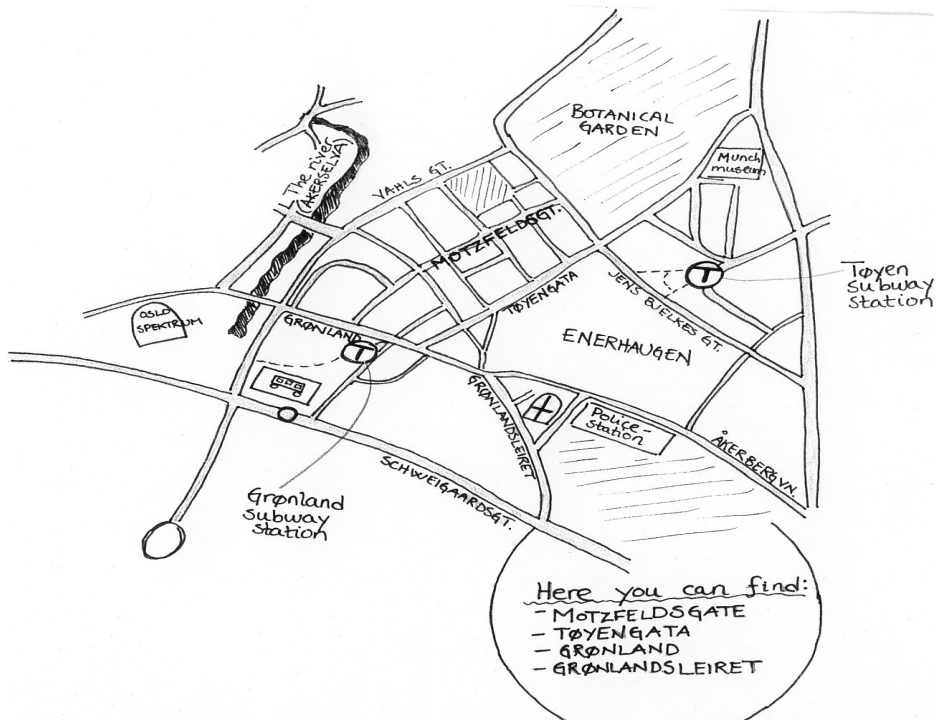 BOTANICAL
GARDEN
Munch
museum
The river
(AKERSELVA)
VAHLS GT.
MOTZFELDSGT.
T
Tøyen
Subway
Station
OSLO
SPEKTRUM
GRØNLAND
T
TØYENGATA
JENS BJELKES GT.
ENERHAUGEN
GRØNLANDSLEIRET
Police-
Station
ÅKERBERGVN.
SCHWEIGAARDSGT.
Grønland
Subway
Station
Here you can find:
- MOTZFELDSGATE
- TØYENGATA
- GRØNLAND
- GRØNLANDSLEIRET